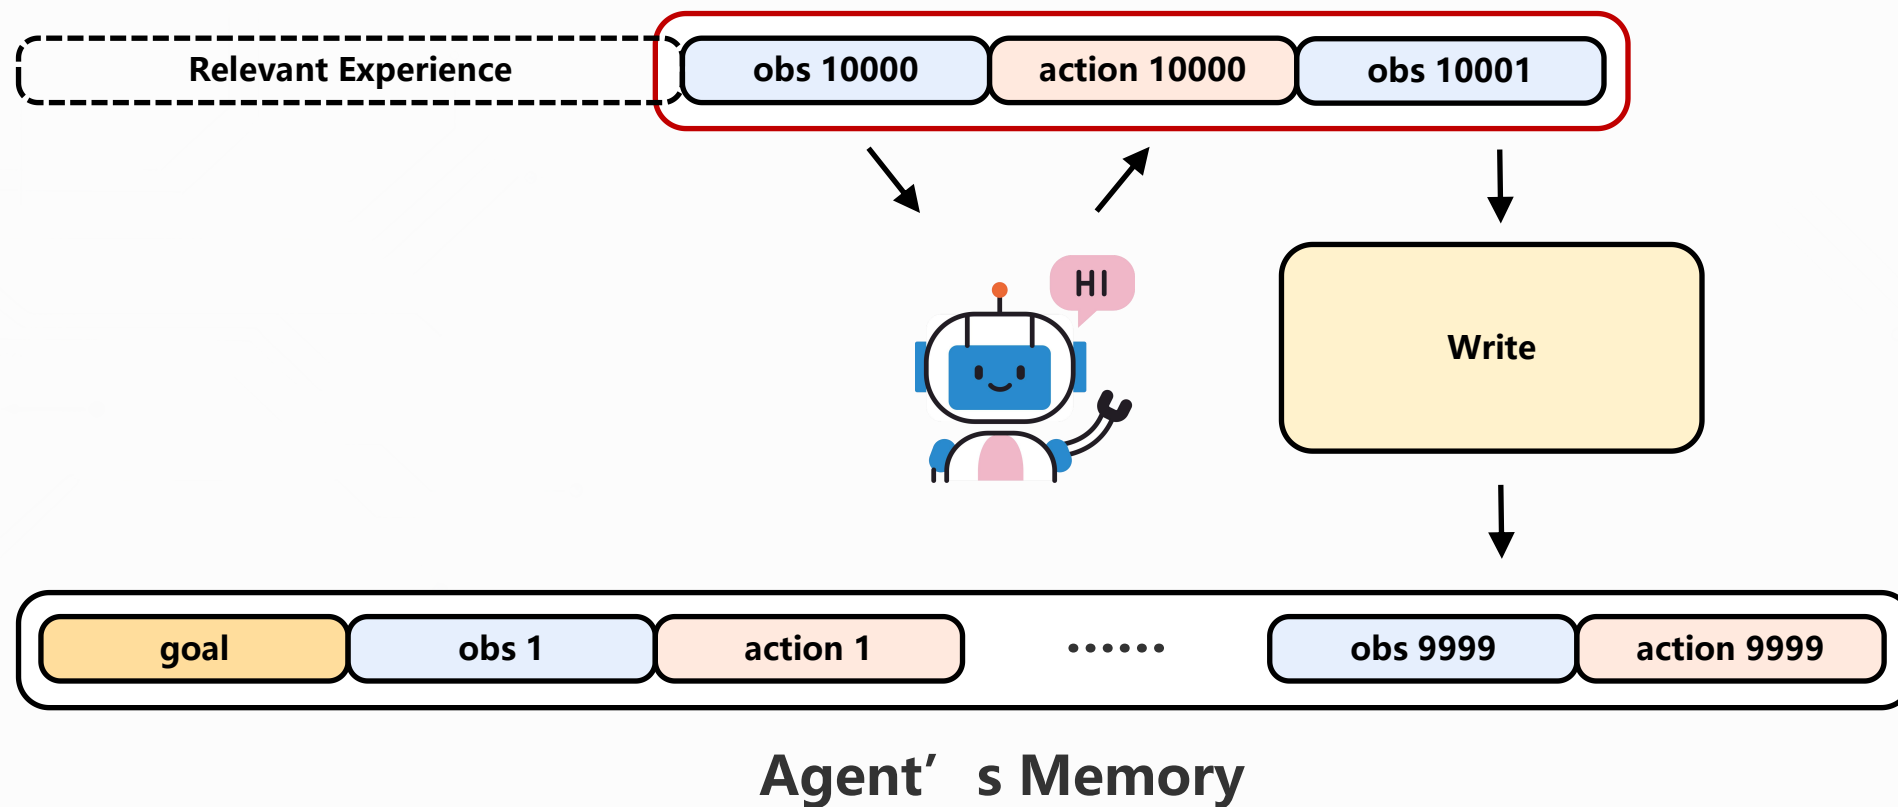 Relevant Experience obs 10000 action 10000 obs 10001
HI
Write
goal obs 1 action 1 ...... obs 9999 action 9999
Agent’s Memory